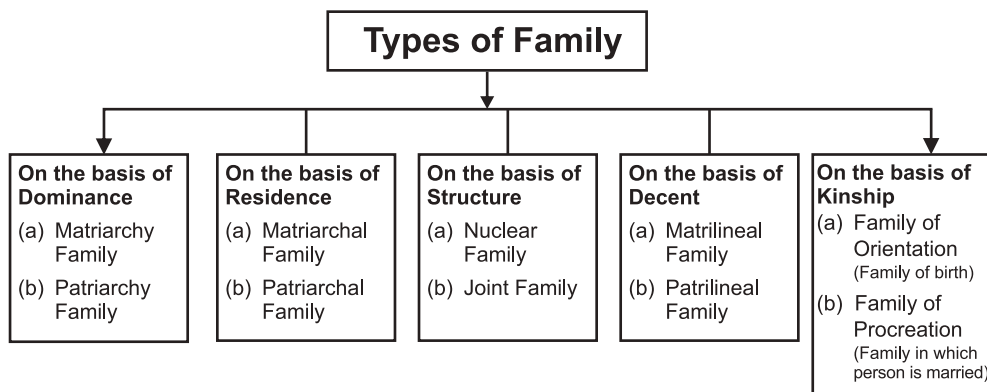 Types of Family
On the basis of
Dominance
(a) Matriarchy
Family
(b) Patriarchy
Family
On the basis of
Residence
(a) Matriarchal
Family
(b) Patriarchal
Family
On the basis of
Structure
(a) Nuclear
Family
(b) Joint Family
On the basis of
Decent
(a) Matrilineal
Family
(b) Patrilineal
Family
On the basis of
Kinship
(a) Family of
Orientation
(Family of birth)
(b) Family of
Procreation
(Family in which
person is married)